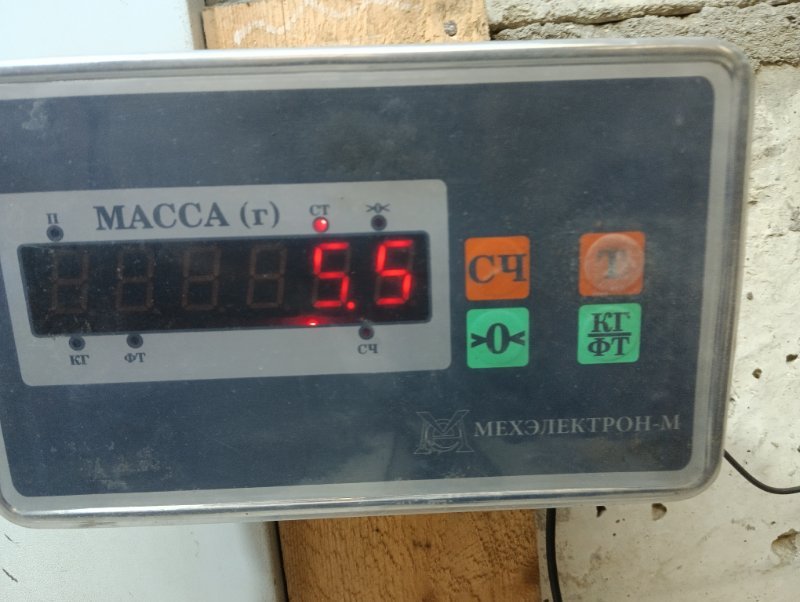 П МАССА (г) СТ >0<
5.5
КГ ФТ СЧ
СЧ Т
>0< КГ
ФТ
МЕХЭЛЕКТРОН-М